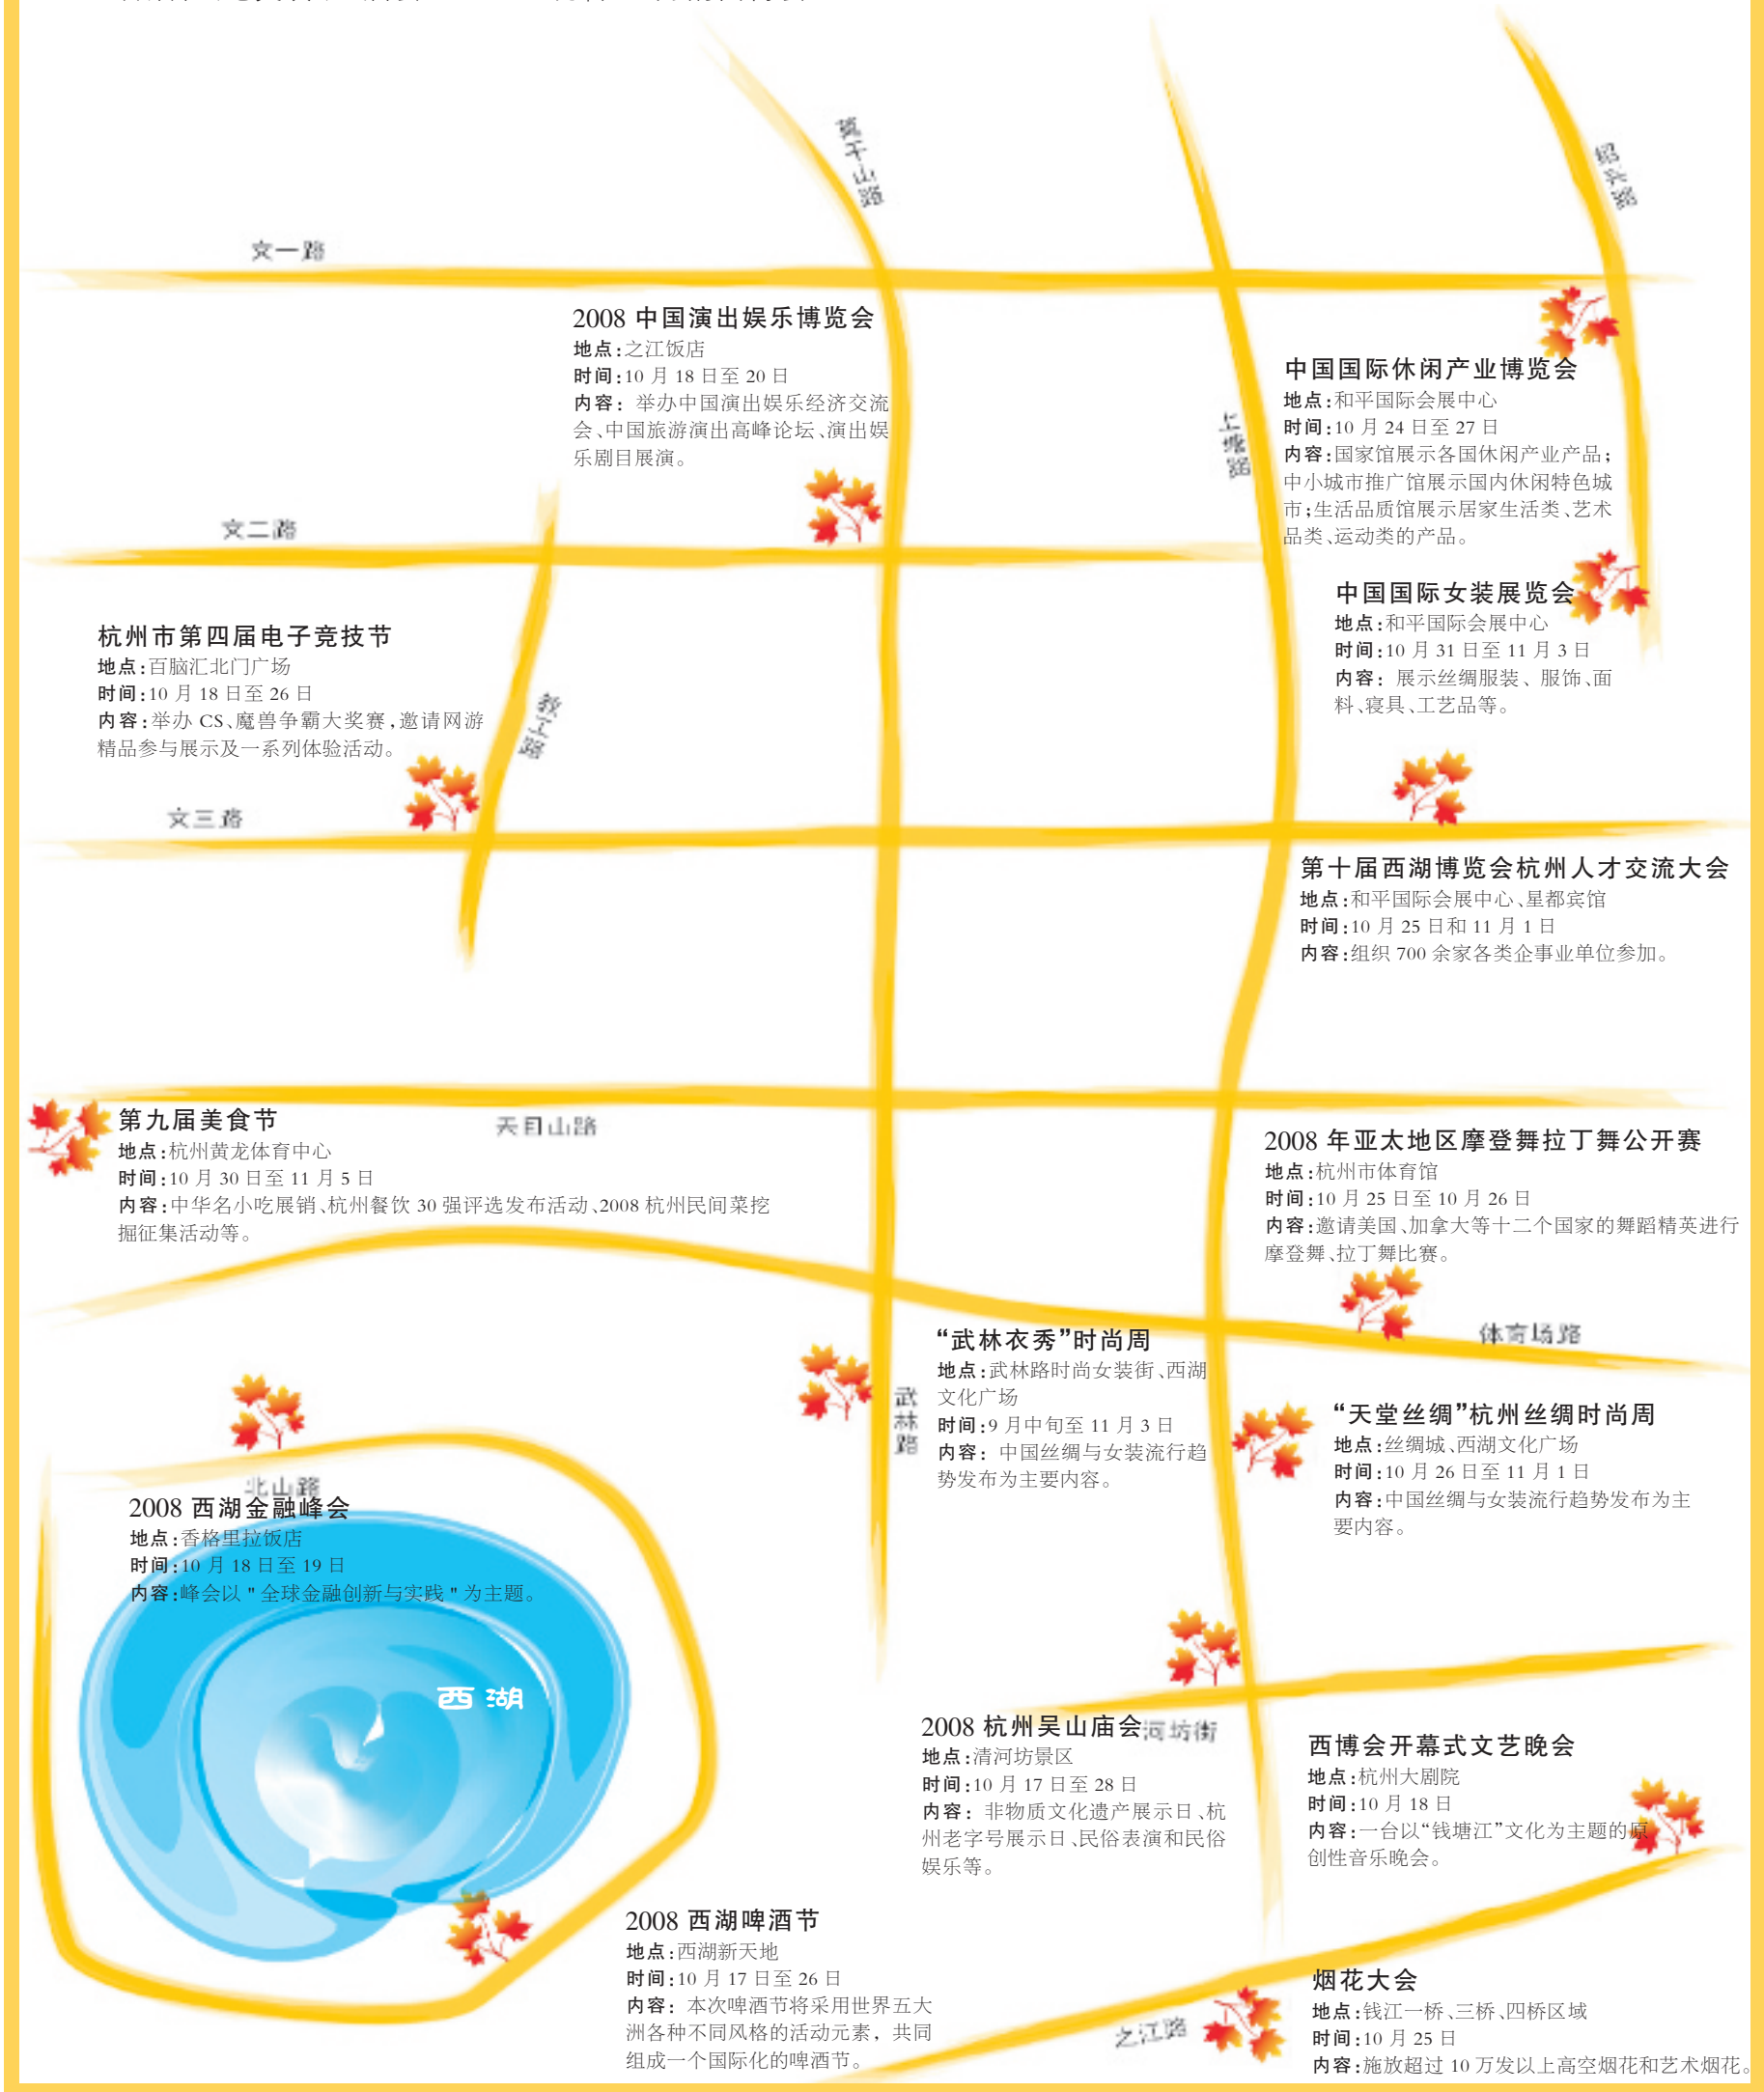 莫干山路
绍兴路
文一路
2008 中国演出娱乐博览会
地点:之江饭店
时间:10 月 18 日至 20 日
内容: 举办中国演出娱乐经济交流
会、中国旅游演出高峰论坛、演出娱
乐剧目展演。
中国国际休闲产业博览会
地点:和平国际会展中心
时间:10 月 24 日至 27 日
内容:国家馆展示各国休闲产业产品;
中小城市推广馆展示国内休闲特色城
市;生活品质馆展示居家生活类、艺术
品类、运动类的产品。
上塘路
文二路
中国国际女装展览会
地点:和平国际会展中心
时间:10 月 31 日至 11 月 3 日
内容: 展示丝绸服装、服饰、面
料、寝具、工艺品等。
杭州市第四届电子竞技节
地点:百脑汇北门广场
时间:10 月 18 日至 26 日
内容:举办 CS、魔兽争霸大奖赛,邀请网游
精品参与展示及一系列体验活动。
教工路
文三路
第十届西湖博览会杭州人才交流大会
地点:和平国际会展中心、星都宾馆
时间:10 月 25 日和 11 月 1 日
内容:组织 700 余家各类企事业单位参加。
第九届美食节
地点:杭州黄龙体育中心
时间:10 月 30 日至 11 月 5 日
内容:中华名小吃展销、杭州餐饮 30 强评选发布活动、2008 杭州民间菜挖
掘征集活动等。
天目山路
2008 年亚太地区摩登舞拉丁舞公开赛
地点:杭州市体育馆
时间:10 月 25 日至 10 月 26 日
内容:邀请美国、加拿大等十二个国家的舞蹈精英进行
摩登舞、拉丁舞比赛。
体育场路
“武林衣秀”时尚周
地点:武林路时尚女装街、西湖
文化广场
时间:9 月中旬至 11 月 3 日
内容: 中国丝绸与女装流行趋
势发布为主要内容。
武林路
“天堂丝绸”杭州丝绸时尚周
地点:丝绸城、西湖文化广场
时间:10 月 26 日至 11 月 1 日
内容:中国丝绸与女装流行趋势发布为主
要内容。
北山路
2008 西湖金融峰会
地点:香格里拉饭店
时间:10 月 18 日至 19 日
内容:峰会以 " 全球金融创新与实践 " 为主题。
西湖
2008 杭州吴山庙会
河坊街
地点:清河坊景区
时间:10 月 17 日至 28 日
内容: 非物质文化遗产展示日、杭
州老字号展示日、民俗表演和民俗
娱乐等。
西博会开幕式文艺晚会
地点:杭州大剧院
时间:10 月 18 日
内容:一台以“钱塘江”文化为主题的原
创性音乐晚会。
2008 西湖啤酒节
地点:西湖新天地
时间:10 月 17 日至 26 日
内容: 本次啤酒节将采用世界五大
洲各种不同风格的活动元素, 共同
组成一个国际化的啤酒节。
之江路
烟花大会
地点:钱江一桥、三桥、四桥区域
时间:10 月 25 日
内容:施放超过 10 万发以上高空烟花和艺术烟花。